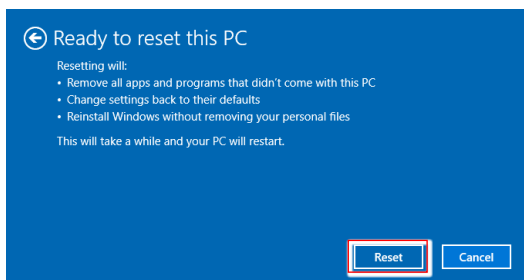 Ready to reset this PC
Resetting will:
• Remove all apps and programs that didn't come with this PC
• Change settings back to their defaults
• Reinstall Windows without removing your personal files
This will take a while and your PC will restart.
Reset
Cancel